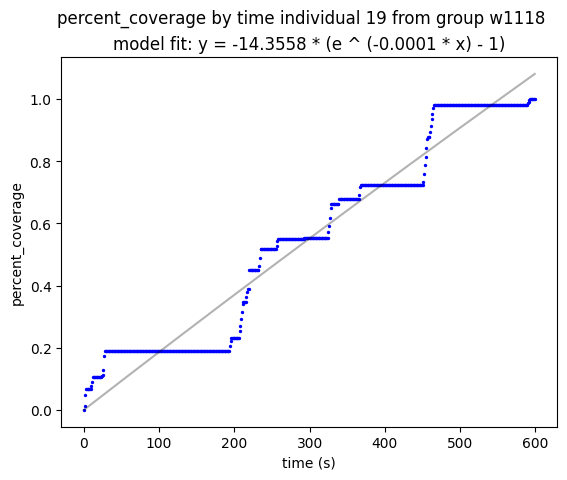 percent_coverage by time individual 19 from group w1118
model fit: y = -14.3558 * (e ^ (-0.0001 * x) - 1)
1.0
0.8
0.6
0.4
0.2
0.0
percent_coverage
0 100 200 300 400 500 600
time (s)